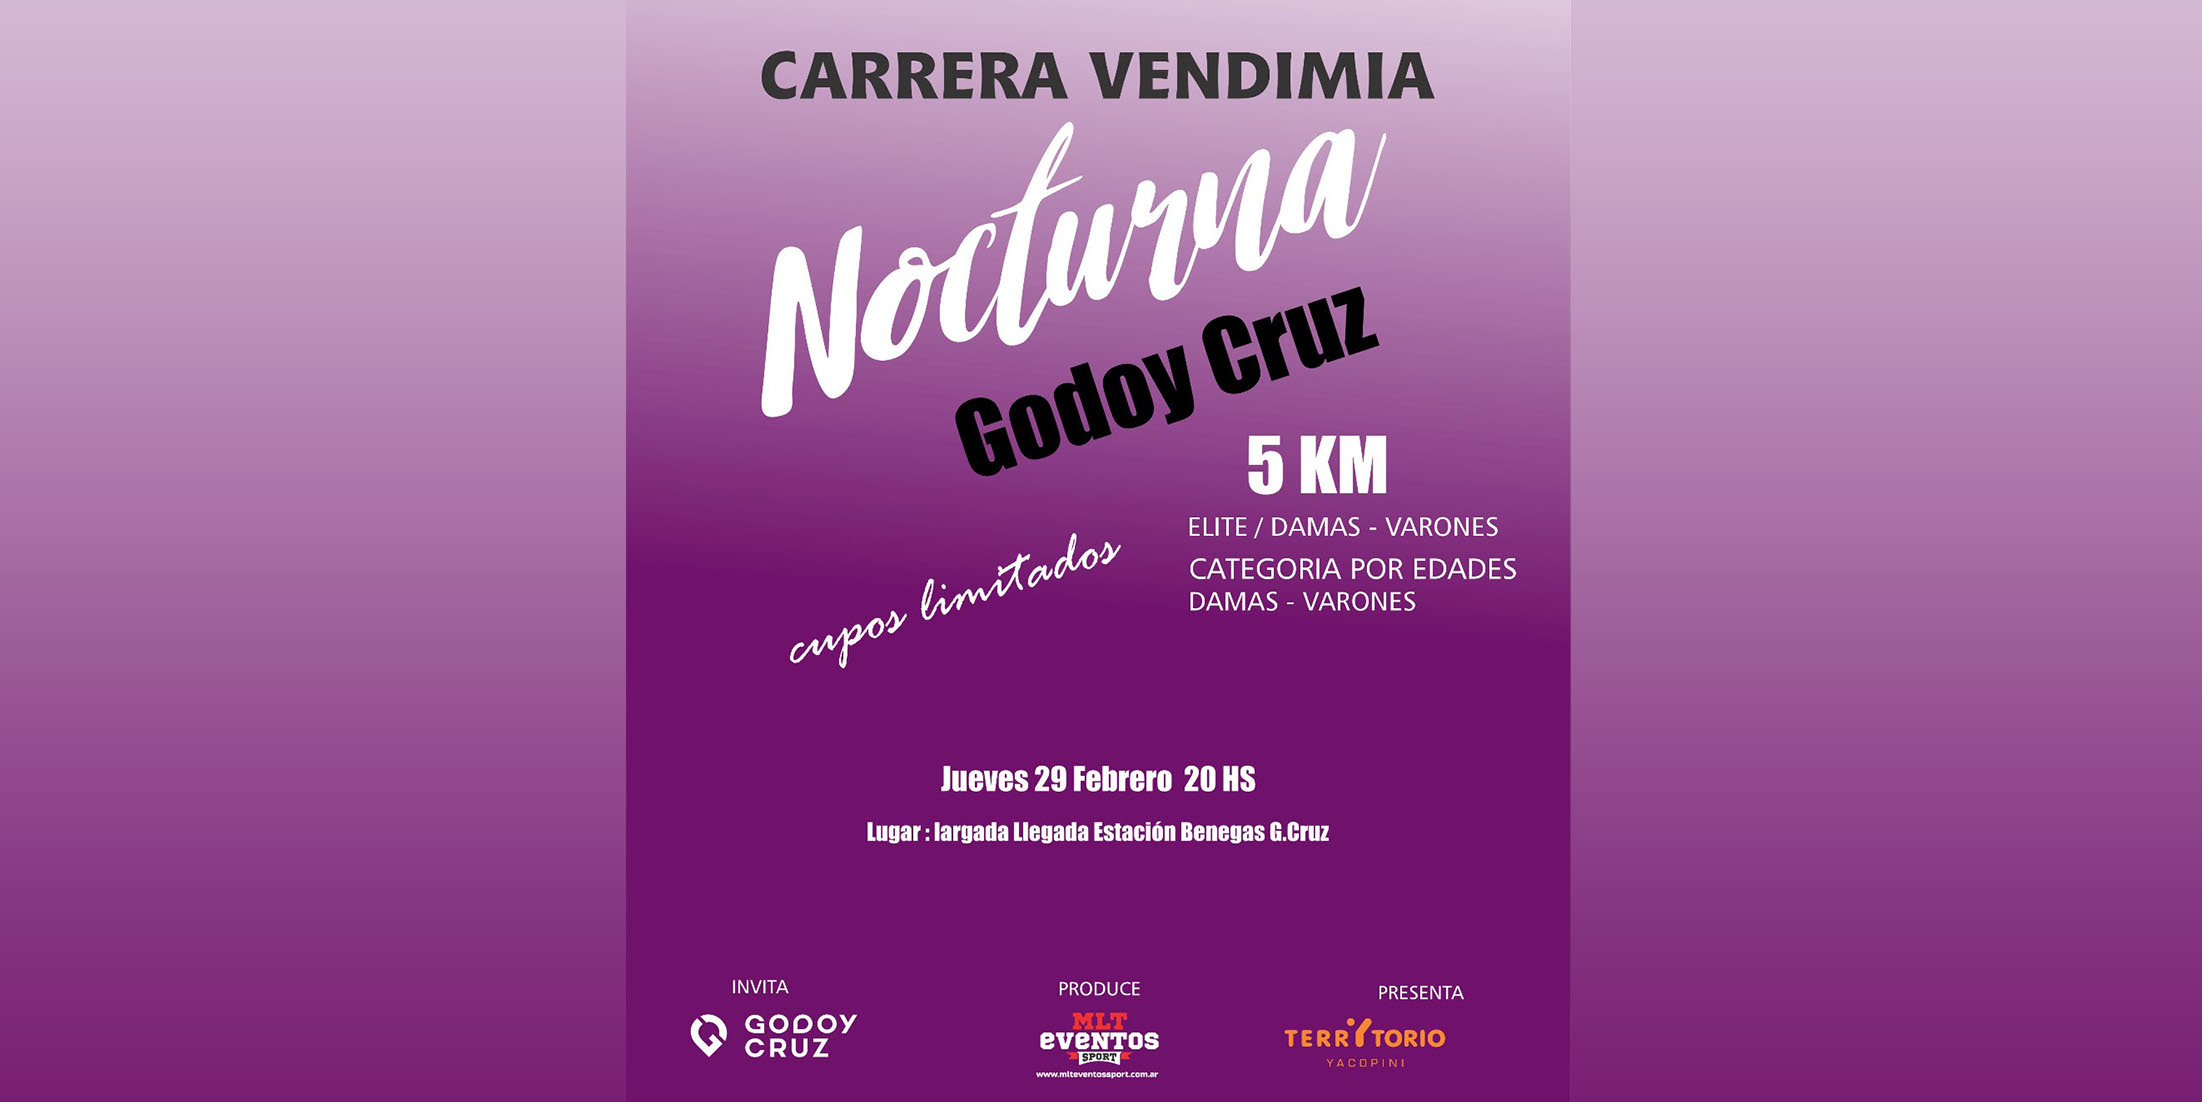 CARRERA VENDIMIA
Nocturna
Godoy Cruz
5 KM
ELITE / DAMAS - VARONES
CATEGORIA POR EDADES
DAMAS - VARONES
cupos limitados
Jueves 29 Febrero 20 HS
Lugar : largada Llegada Estación Benegas G.Cruz
INVITA
GODOY
CRUZ
PRODUCE
MLT
eventos
SPORT
www.mlteventossport.com.ar
PRESENTA
TERRYTORIO
YACOPINI